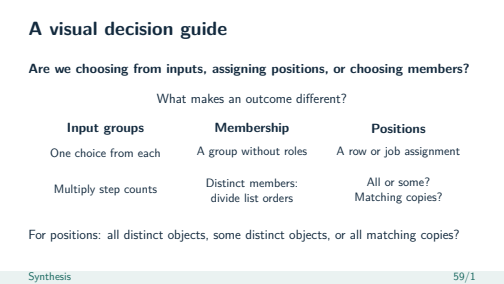 A visual decision guide
Are we choosing from inputs, assigning positions, or choosing members?
What makes an outcome different?
Input groups
One choice from each
Multiply step counts
Membership
A group without roles
Distinct members:
divide list orders
Positions
A row or job assignment
All or some?
Matching copies?
For positions: all distinct objects, some distinct objects, or all matching copies?
Synthesis
59/1